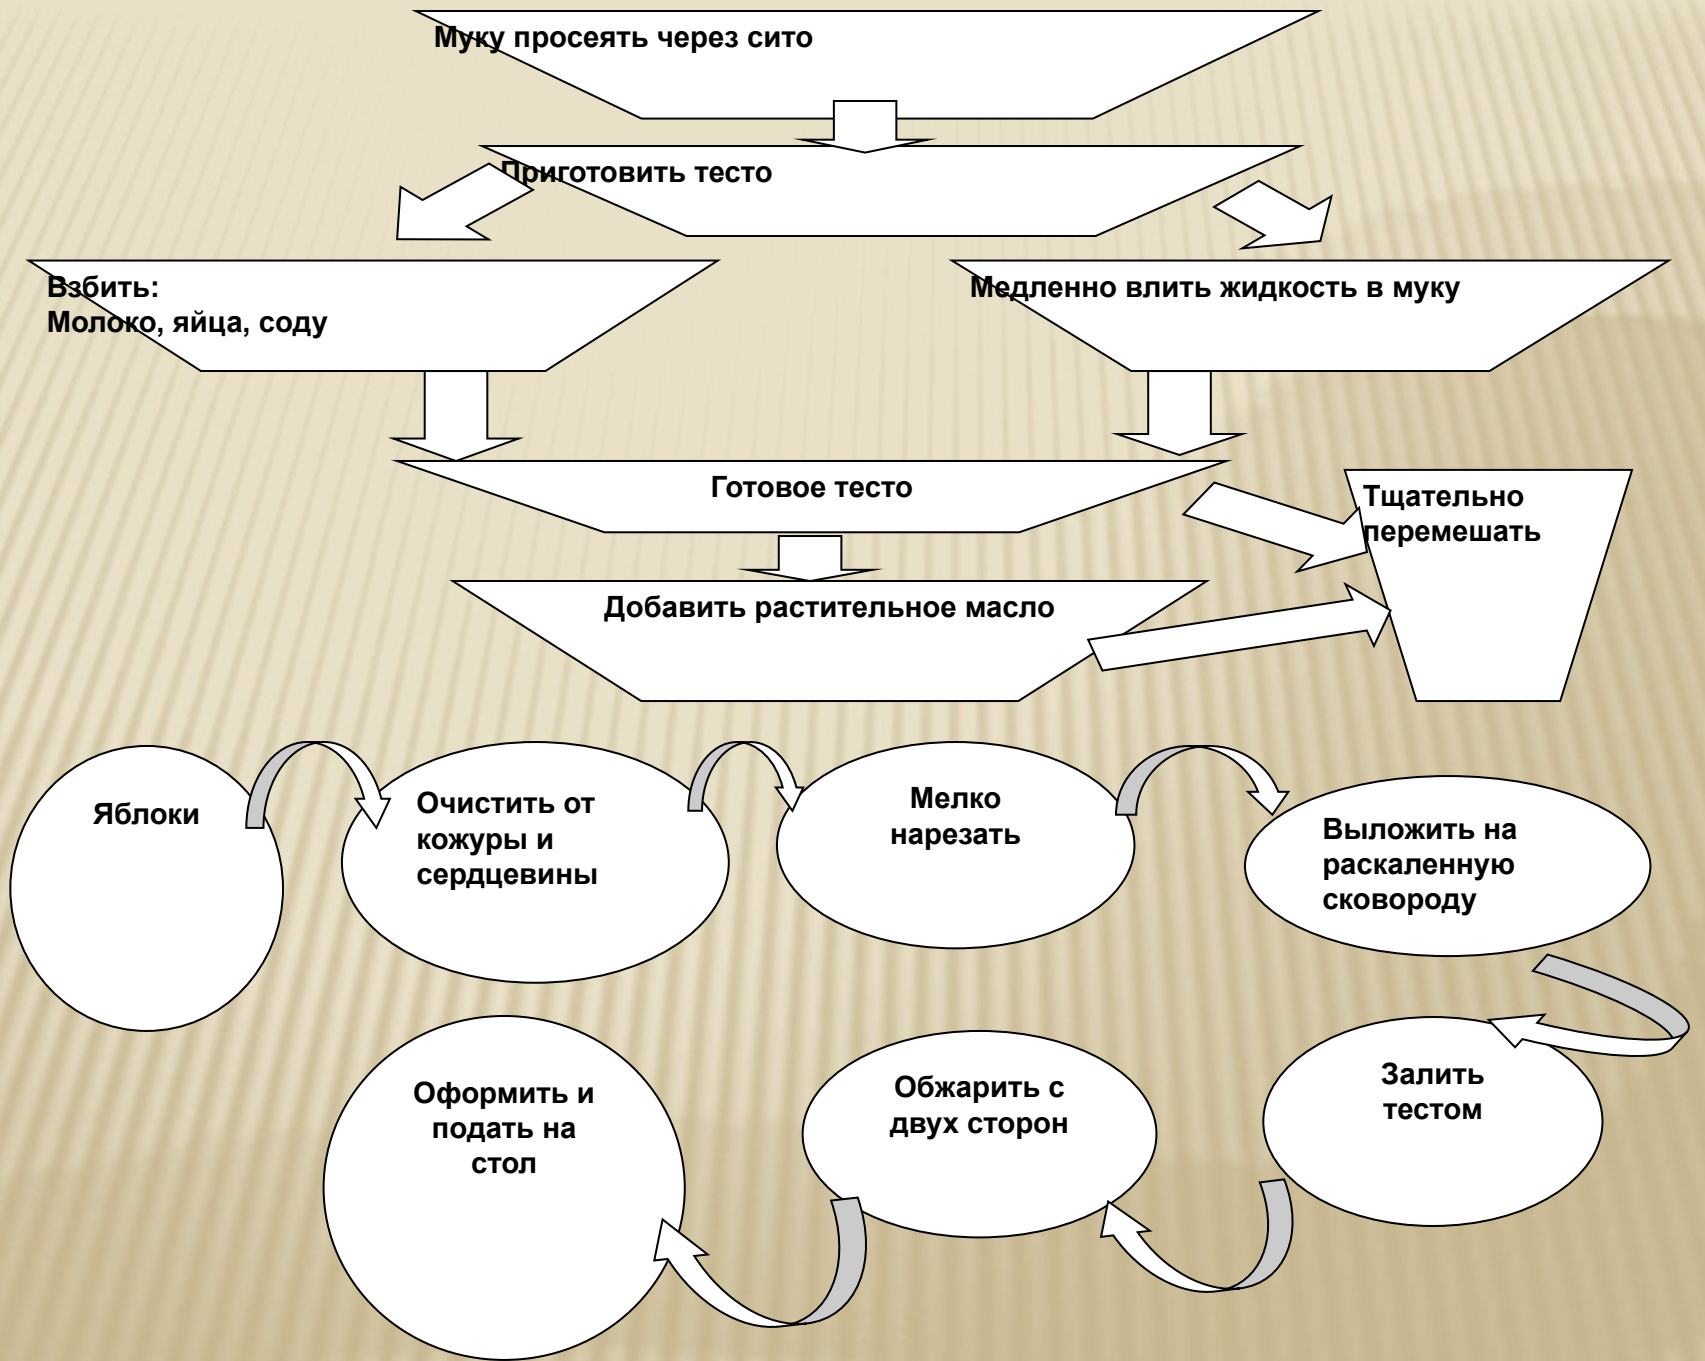 Муку просеять через сито
Приготовить тесто
Взбить:
Молоко, яйца, соду
Медленно влить жидкость в муку
Готовое тесто
Тщательно
перемешать
Добавить растительное масло
Яблоки
Очистить от
кожуры и
сердцевины
Мелко
нарезать
Выложить на
раскаленную
сковороду
Залить
тестом
Обжарить с
двух сторон
Оформить и
подать на
стол